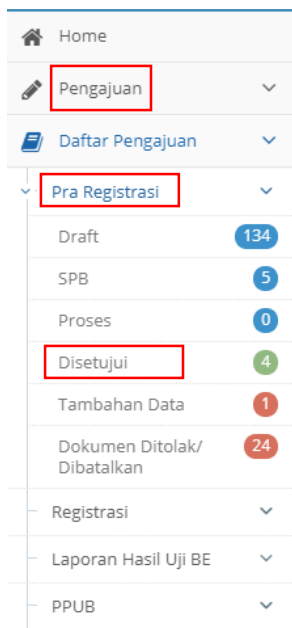 Home
Pengajuan
Daftar Pengajuan
Pra Registrasi
Draft 134
SPB 5
Proses 0
Disetujui 4
Tambahan Data 1
Dokumen Ditolak/ 24
Dibatalkan
Registrasi
Laporan Hasil Uji BE
PPUB